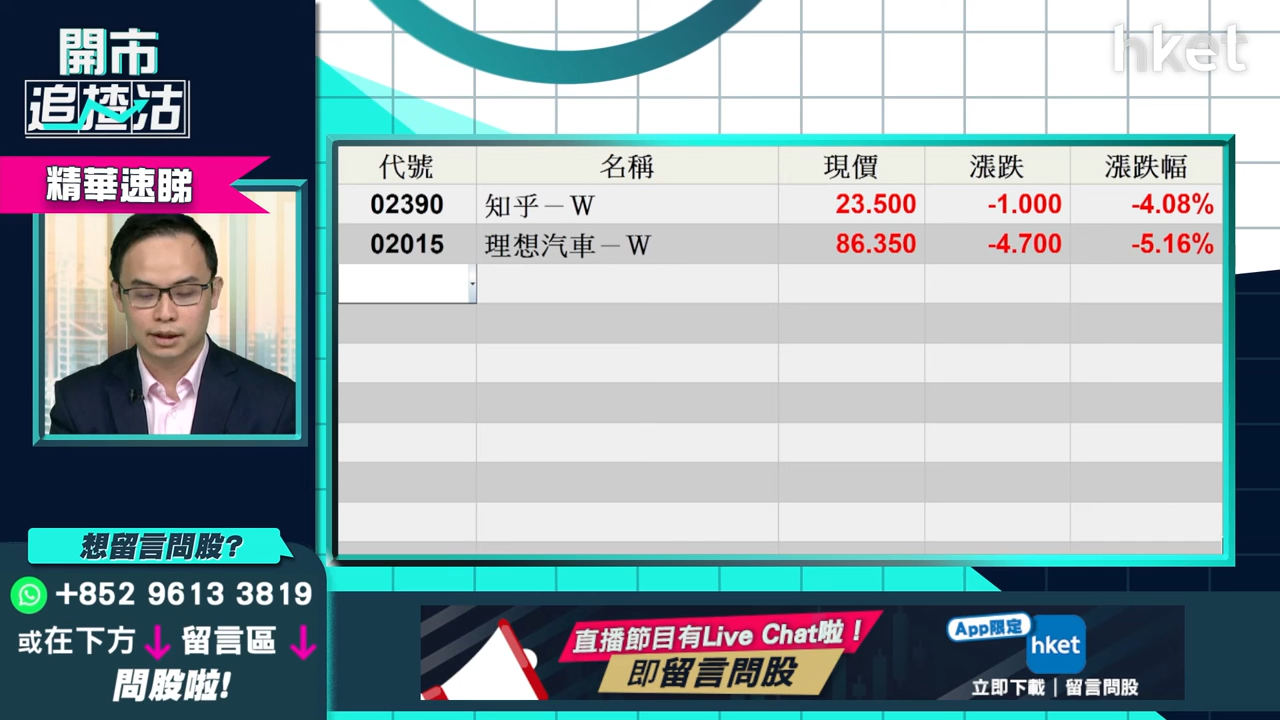 開市
追揸沽
精華速睇
hket
代號 名稱 現價 漲跌 漲跌幅
02390 知乎－W 23.500 -1.000 -4.08%
02015 理想汽車－W 86.350 -4.700 -5.16%
想留言問股?
+852 9613 3819
或在下方↓ 留言區↓
問股啦!
直播節目有Live Chat啦！
即留言問股
App限定
hket
立即下載｜留言問股